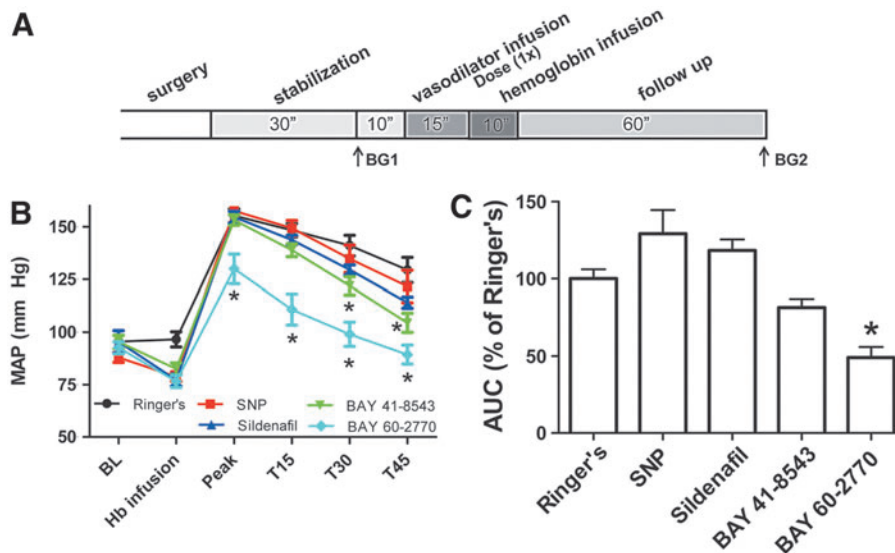 A
surgery
stabilization
vasodilator infusion
Dose (1x)
hemoglobin infusion
follow up
30” 10” 15” 10” 60”
BG1 BG2
B
MAP (mm Hg)
150
125
100
75
50
Ringer's SNP BAY 41-8543
Sildenafil BAY 60-2770
* * * * * *
BL Hb infusion Peak T15 T30 T45
C
AUC (% of Ringer's)
150
100
50
0
*
Ringer's SNP Sildenafil BAY 41-8543 BAY 60-2770